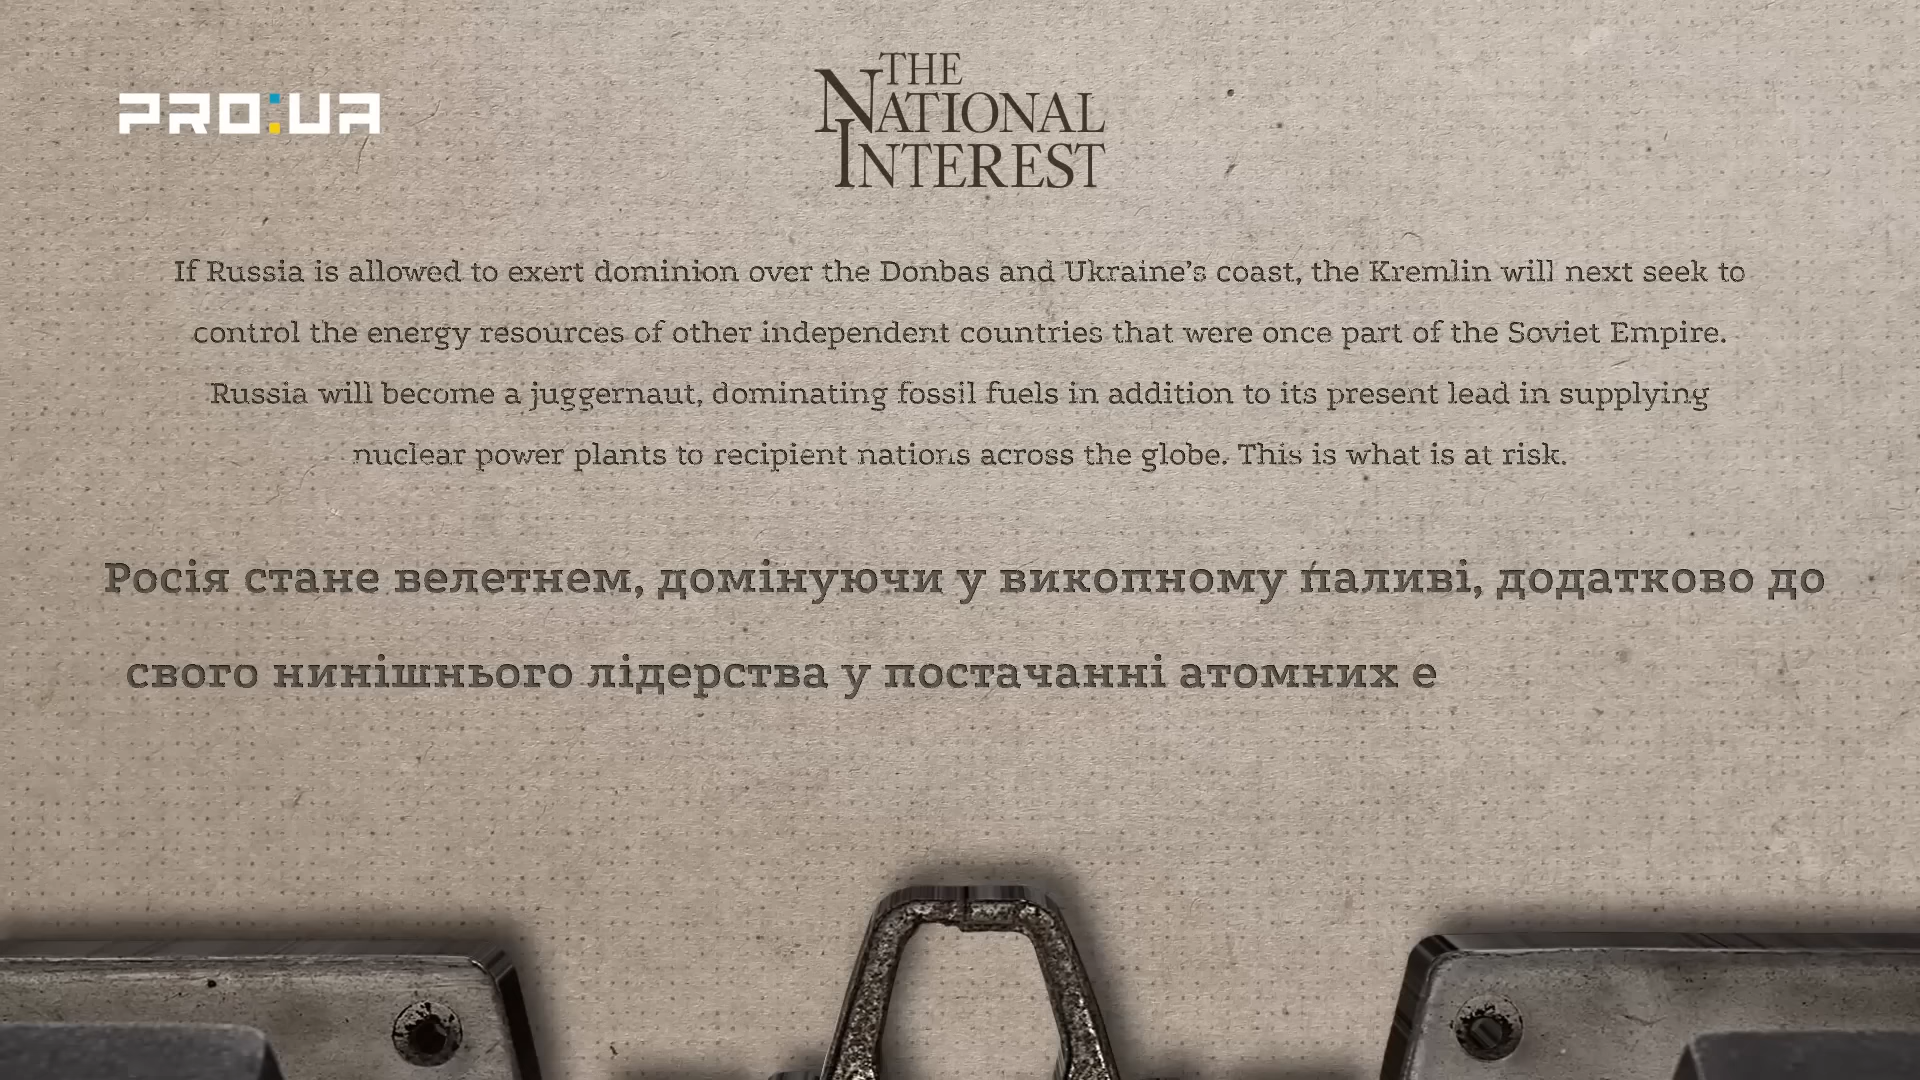 PRO:UA
THE
NATIONAL
INTEREST
If Russia is allowed to exert dominion over the Donbas and Ukraine’s coast, the Kremlin will next seek to
control the energy resources of other independent countries that were once part of the Soviet Empire.
Russia will become a juggernaut, dominating fossil fuels in addition to its present lead in supplying
nuclear power plants to recipient nations across the globe. This is what is at risk.
Росія стане велетнем, домінуючи у викопному паливі, додатково до
свого нинішнього лідерства у постачанні атомних е